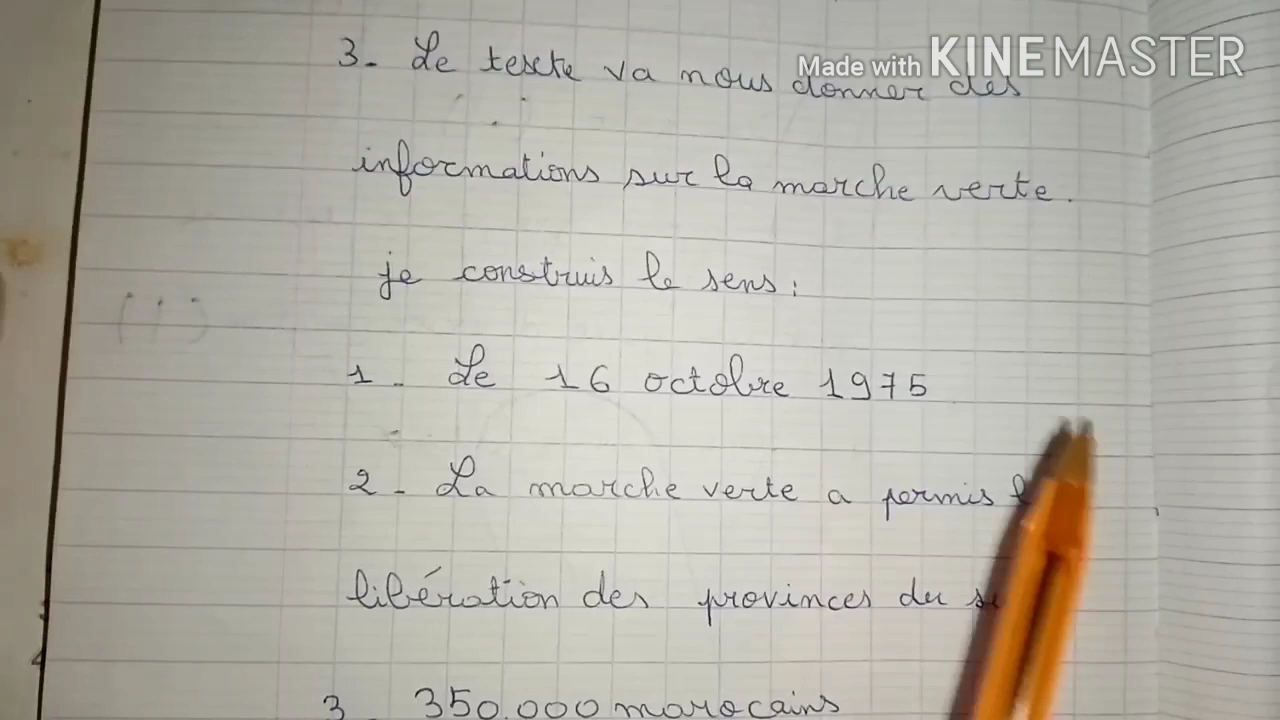 Made with KINEMASTER
3. Le texte va nous donner des
informations sur la marche verte.
je construis le sens :
1. Le 16 octobre 1975
2 - La marche verte a permis
libération des provinces du
3 350.000 marocains